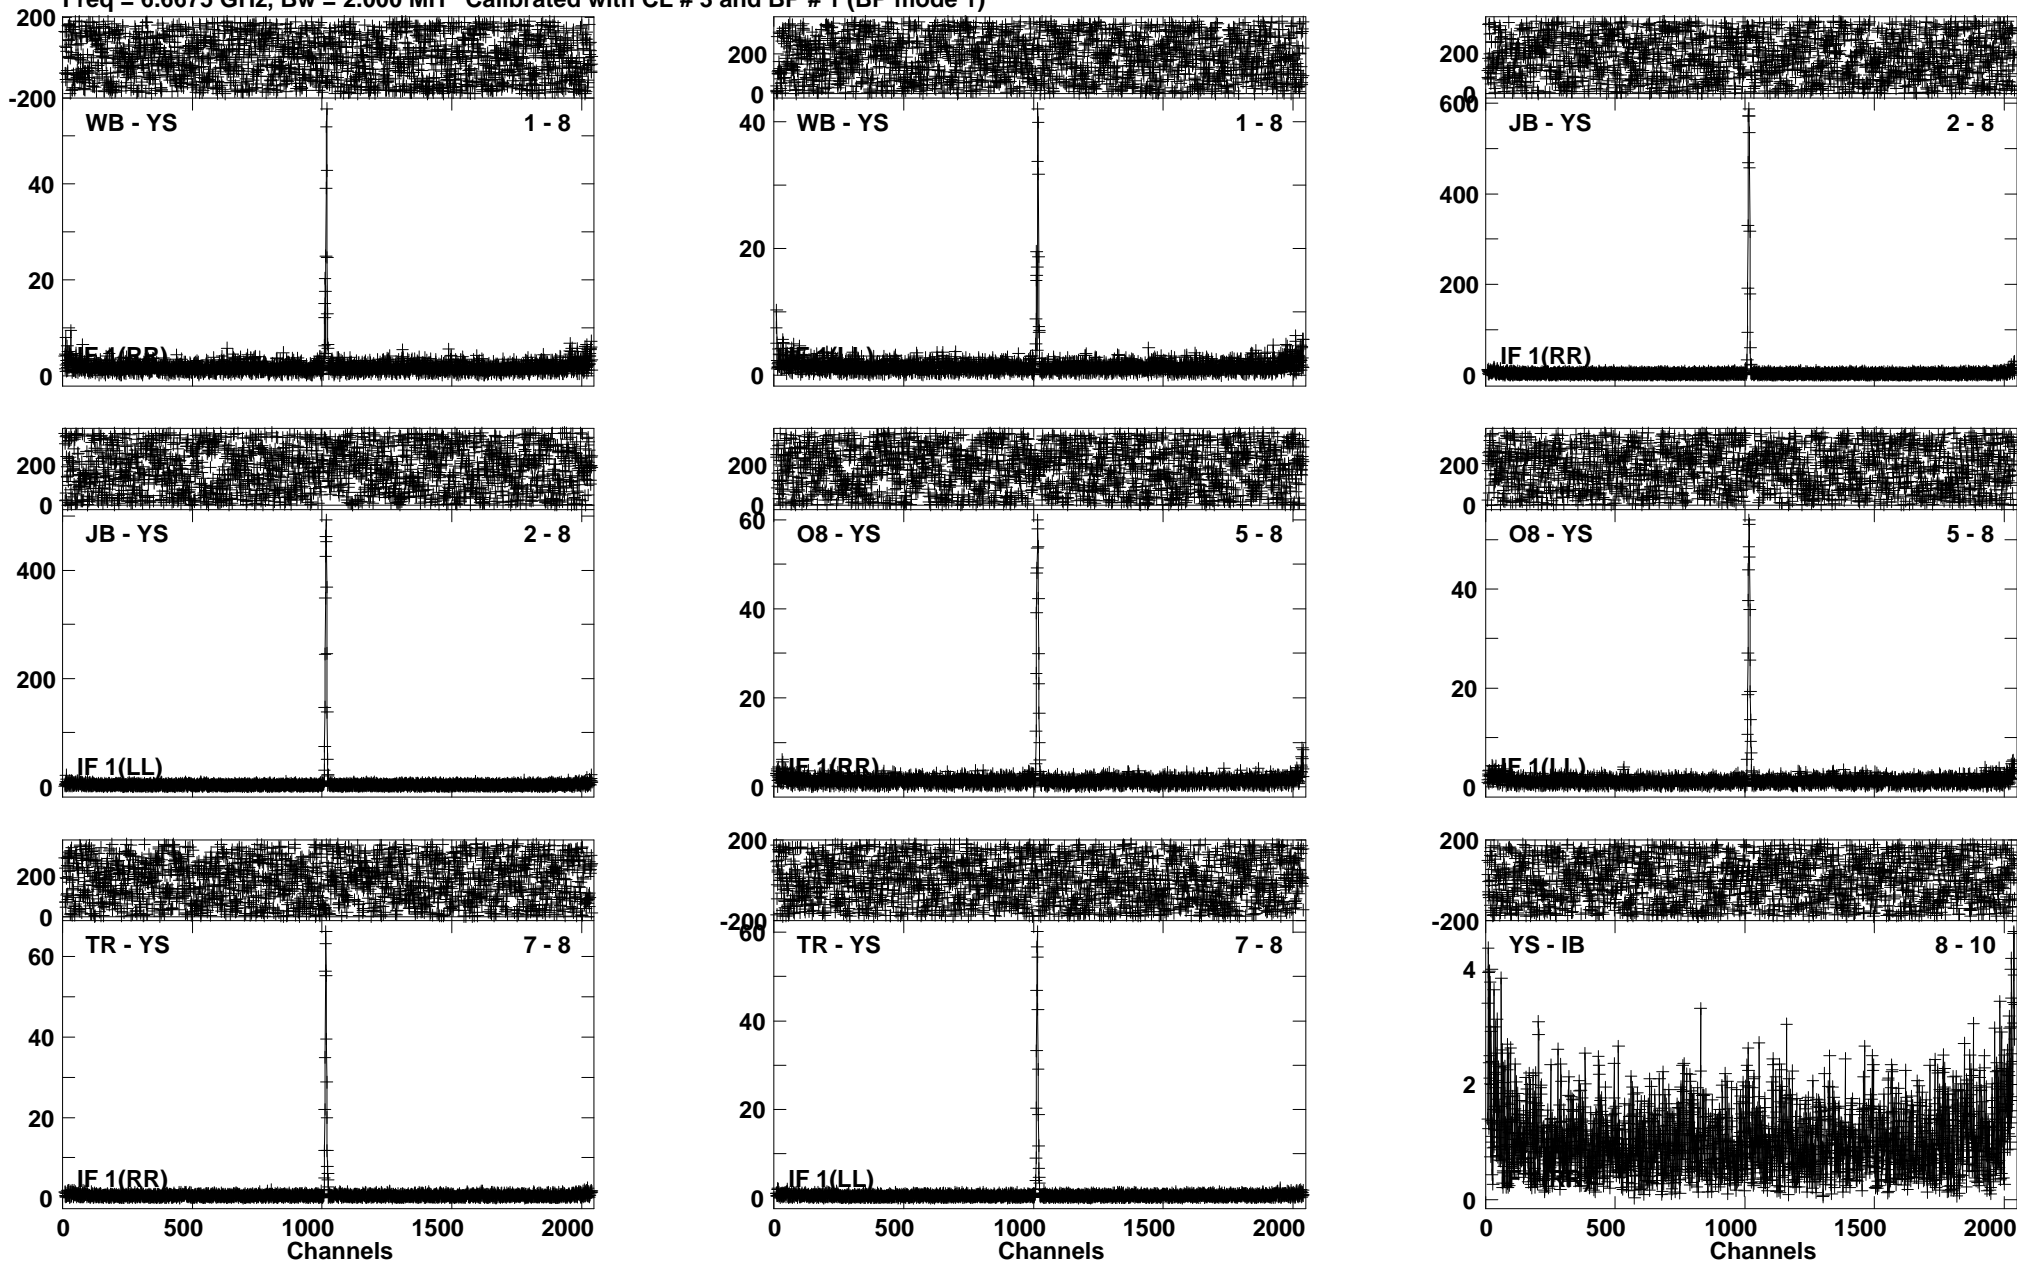 Freq = 6.6675 GHz, Bw = 2.000 MH Calibrated with CL # 3 and BP # 1 (BP mode 1)
200
-200
WB - YS 1 - 8
40
20
0
IF 1(RR)
200
0
WB - YS 1 - 8
40
20
0
(LL)
200
0
600
JB - YS 2 - 8
400
200
0
IF 1(RR)
200
0
JB - YS 2 - 8
400
200
0
IF 1(LL)
200
0
60
O8 - YS 5 - 8
40
20
0
IF 1(RR)
200
0
O8 - YS 5 - 8
40
20
0
IF 1(LL)
200
0
TR - YS 7 - 8
60
40
20
0
IF 1(RR)
0 500 1000 1500 2000
Channels
200
-200
60
TR - YS 7 - 8
40
20
0
IF 1(LL)
0 500 1000 1500 2000
Channels
200
-200
YS - IB 8 - 10
4
2
0
0 500 1000 1500 2000
Channels